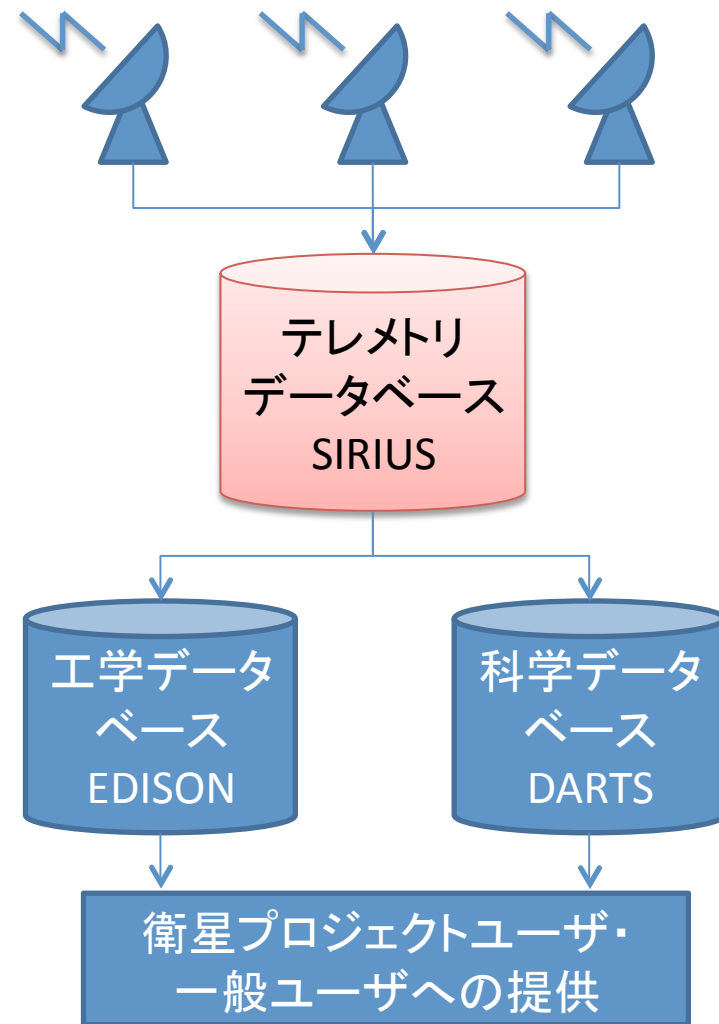 テレメトリ
データベース
SIRIUS
工学データ
ベース
EDISON
科学データ
ベース
DARTS
衛星プロジェクトユーザ・
一般ユーザへの提供